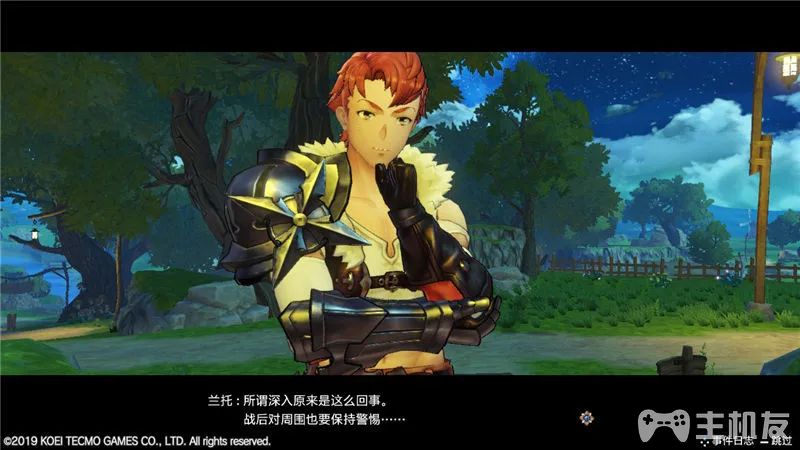 兰托：所谓深入原来是这么回事。
战后对周围也要保持警惕……
©2019 KOEI TECMO GAMES CO., LTD. All rights reserved.
事件日志 跳过
主机友